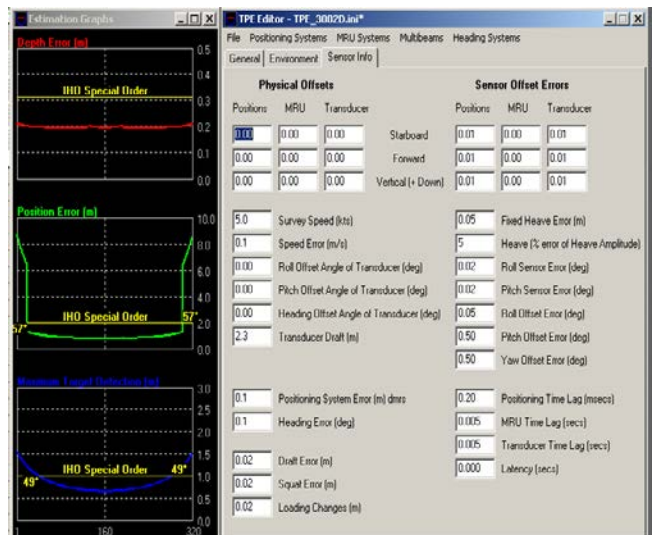 Estimation Graphs
Depth Error (m)
0.5
0.4
IHO Special Order
0.3
0.2
0.1
0.0
Position Error (m)
10.0
8.0
6.0
4.0
IHO Special Order
57°
57°
2.0
0.0
Maximum Target Detection (m)
3.0
2.5
2.0
1.5
IHO Special Order
49°
49°
1.0
0.5
0.0
1 160 320
TPE Editor - TPE_3002D.ini*
File Positioning Systems MRU Systems Multibeams Heading Systems
General Environment Sensor Info
Physical Offsets
Positions MRU Transducer
Sensor Offset Errors
Positions MRU Transducer
0.00 0.00 0.00 Starboard 0.01 0.00 0.01
0.00 0.00 0.00 Forward 0.01 0.00 0.01
0.00 0.00 0.00 Vertical (+ Down) 0.01 0.00 0.01
5.0 Survey Speed (kts)
0.1 Speed Error (m/s)
0.00 Roll Offset Angle of Transducer (deg)
0.00 Pitch Offset Angle of Transducer (deg)
0.00 Heading Offset Angle of Transducer (deg)
2.3 Transducer Draft (m)
0.05 Fixed Heave Error (m)
5 Heave (% error of Heave Amplitude)
0.02 Roll Sensor Error (deg)
0.02 Pitch Sensor Error (deg)
0.05 Roll Offset Error (deg)
0.50 Pitch Offset Error (deg)
0.50 Yaw Offset Error (deg)
0.1 Positioning System Error (m) dmrs
0.1 Heading Error (deg)
0.02 Draft Error (m)
0.02 Squat Error (m)
0.02 Loading Changes (m)
0.20 Positioning Time Lag (msecs)
0.005 MRU Time Lag (secs)
0.005 Transducer Time Lag (secs)
0.000 Latency (secs)